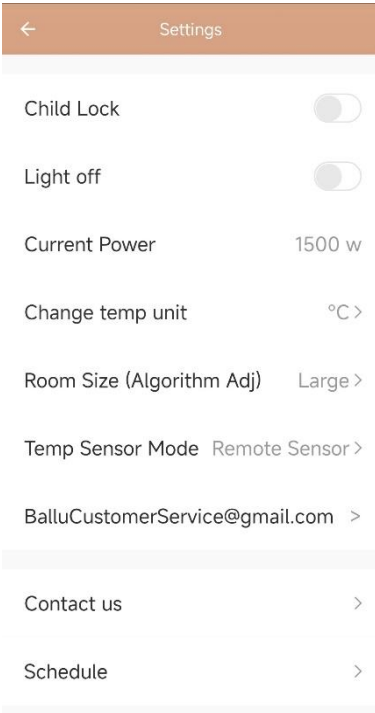 Settings
Child Lock
Light off
Current Power 1500 w
Change temp unit °C >
Room Size (Algorithm Adj) Large >
Temp Sensor Mode Remote Sensor >
BalluCustomerService@gmail.com >
Contact us >
Schedule >